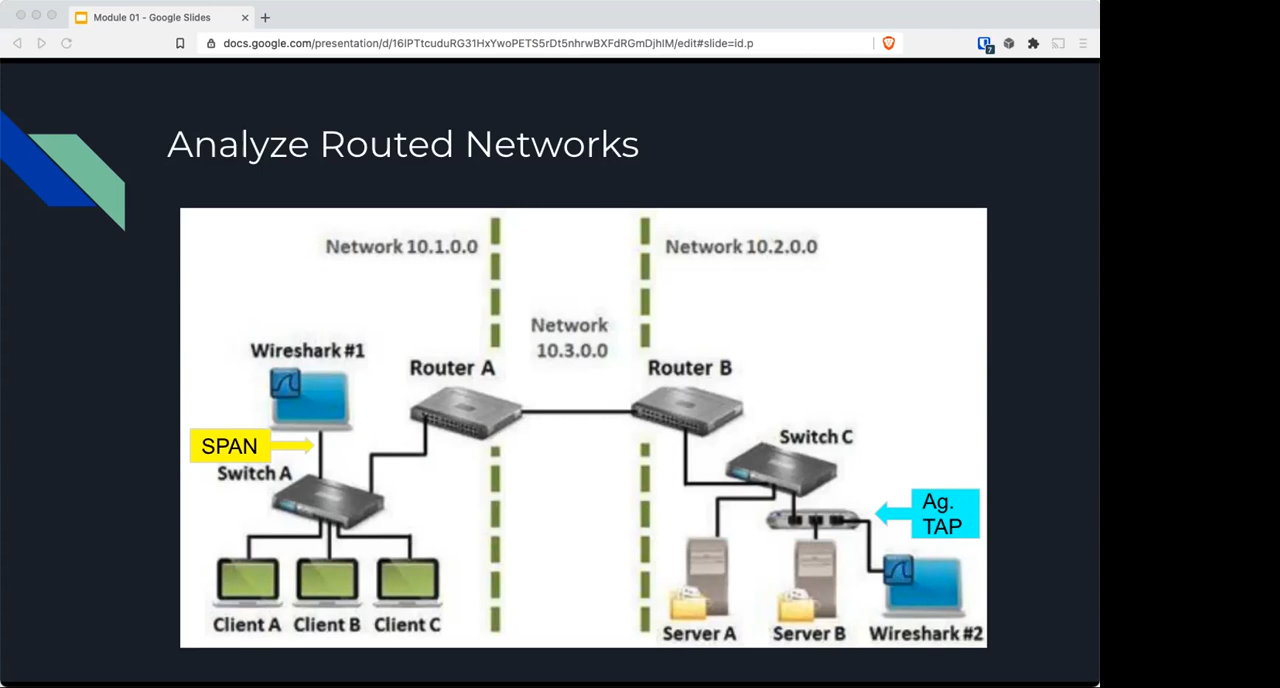 Module 01 - Google Slides
docs.google.com/presentation/d/16IPTtcuduRG31HxYwoPETS5rDt5nhrwBXFdRGmDjhIM/edit#slide=id.p
7
Analyze Routed Networks
Network 10.1.0.0
Network 10.2.0.0
Network
10.3.0.0
Wireshark #1
Router A
Router B
SPAN
Switch A
Switch C
Ag.
TAP
Client A
Client B
Client C
Server A
Server B
Wireshark #2